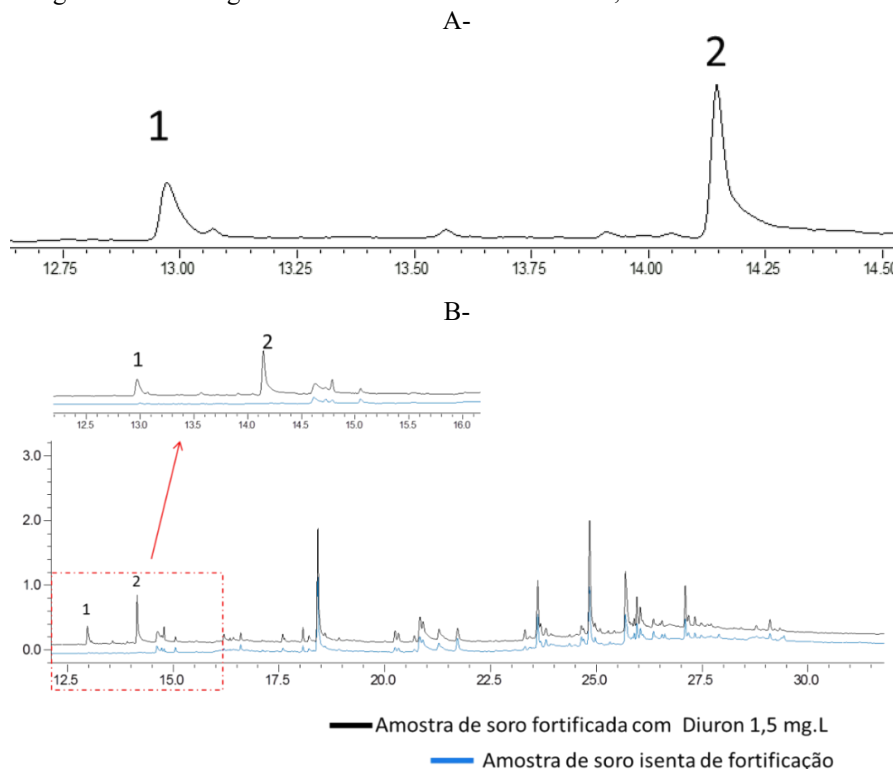 A-
1
2
12.75 13.00 13.25 13.50 13.75 14.00 14.25 14.50
B-
1
2
12.5 13.0 13.5 14.0 14.5 15.0 15.5 16.0
3.0
2.0
1.0
0.0
1
2
12.5 15.0 17.5 20.0 22.5 25.0 27.5 30.0
Amostra de soro fortificada com Diuron 1,5 mg.L
Amostra de soro isenta de fortificação